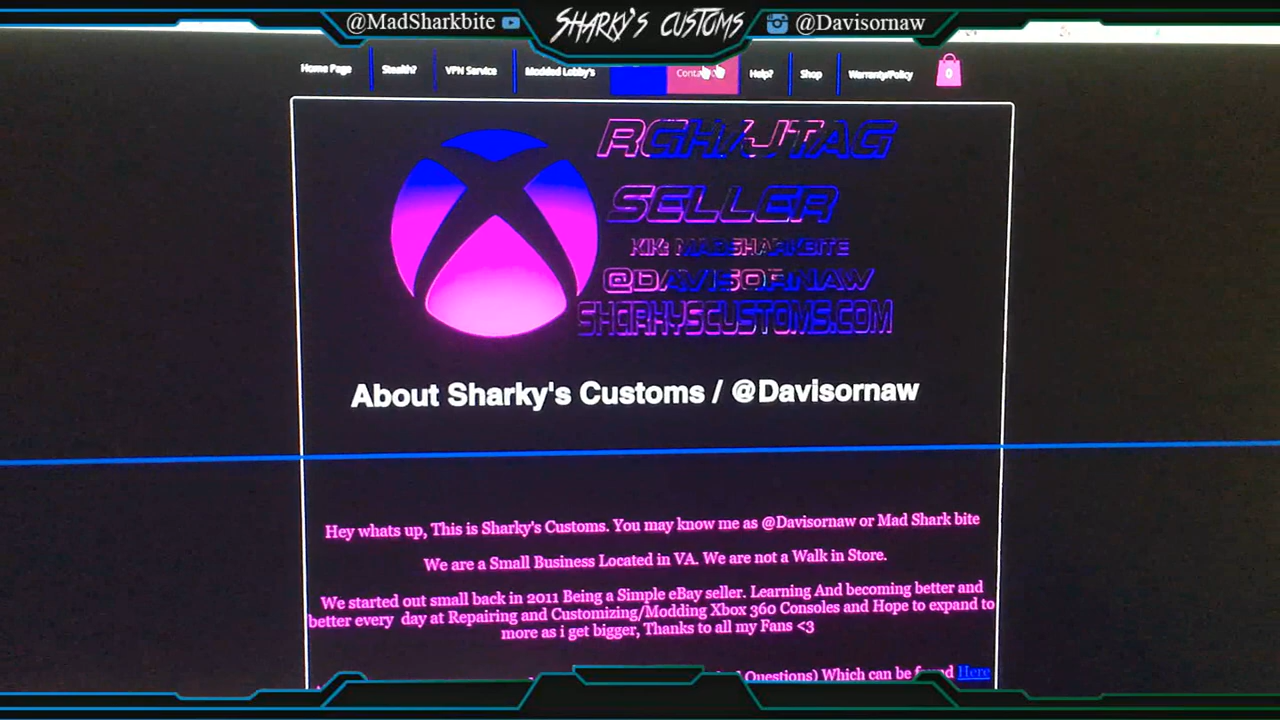 @MadSharkbite
SHARKY'S CUSTOMS
@Davisornaw
Home Page
Stealth?
VPN Service
Modded Lobby's
Help?
Shop
Warranty/Policy
0
RGH/JTAG
SELLER
KIK: MADSHARKBITE
@DAVISORNAW
SHARKYSCUSTOMS.COM
About Sharky's Customs / @Davisornaw
Hey whats up, This is Sharky's Customs. You may know me as @Davisornaw or Mad Shark bite
We are a Small Business Located in VA. We are not a Walk in Store.
We started out small back in 2011 Being a Simple eBay seller. Learning And becoming better and
better every day at Repairing and Customizing/Modding Xbox 360 Consoles and Hope to expand to
more as i get bigger, Thanks to all my Fans <3
Questions) Which can be found Here